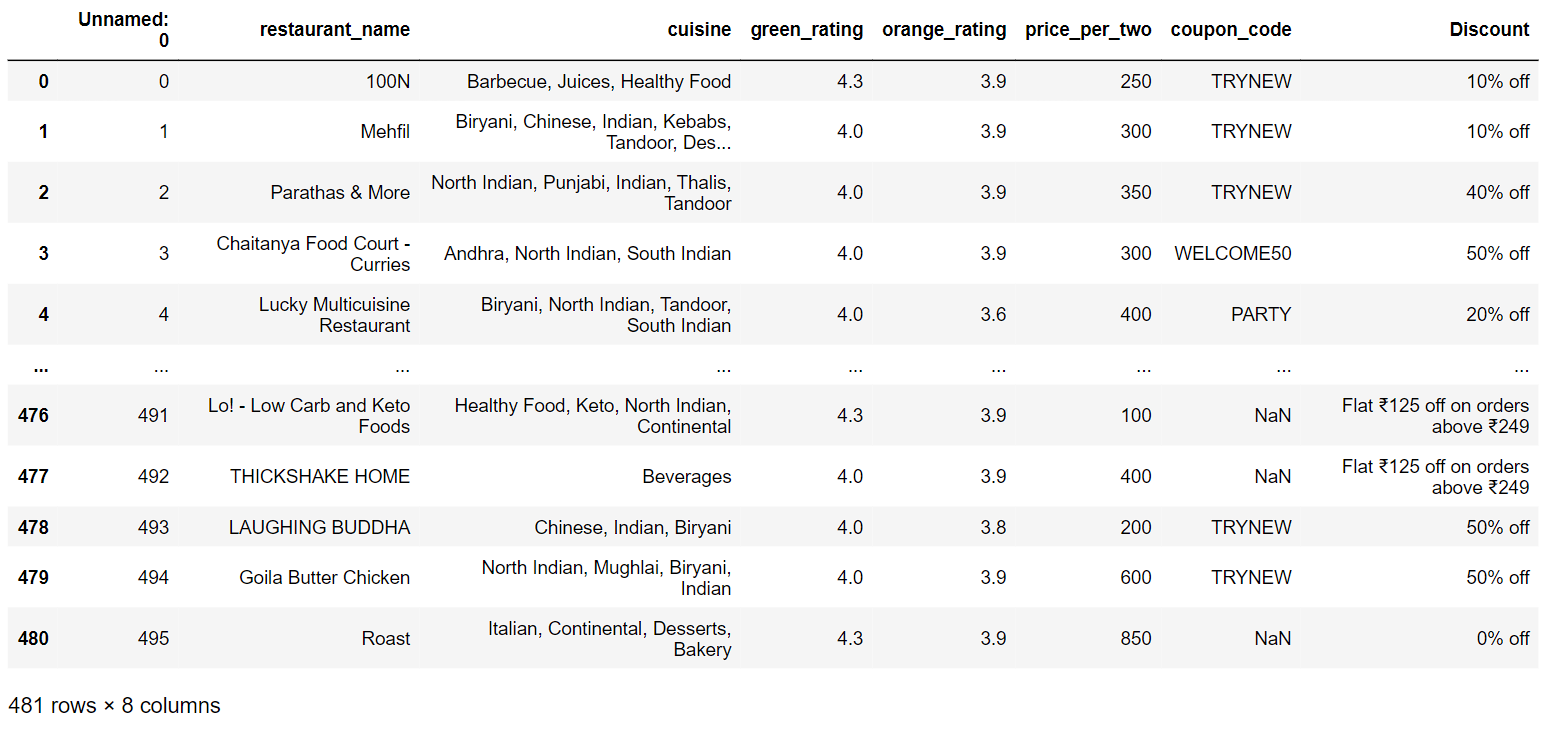 Unnamed: 0 restaurant_name cuisine green_rating orange_rating price_per_two coupon_code Discount
0 0 100N Barbecue, Juices, Healthy Food 4.3 3.9 250 TRYNEW 10% off
1 1 Mehfil Biryani, Chinese, Indian, Kebabs, Tandoor, Des... 4.0 3.9 300 TRYNEW 10% off
2 2 Parathas & More North Indian, Punjabi, Indian, Thalis, Tandoor 4.0 3.9 350 TRYNEW 40% off
3 3 Chaitanya Food Court - Curries Andhra, North Indian, South Indian 4.0 3.9 300 WELCOME50 50% off
4 4 Lucky Multicuisine Restaurant Biryani, North Indian, Tandoor, South Indian 4.0 3.6 400 PARTY 20% off
... ... ... ... ... ... ... ... ...
476 491 Lo! - Low Carb and Keto Foods Healthy Food, Keto, North Indian, Continental 4.3 3.9 100 NaN Flat ₹125 off on orders above ₹249
477 492 THICKSHAKE HOME Beverages 4.0 3.9 400 NaN Flat ₹125 off on orders above ₹249
478 493 LAUGHING BUDDHA Chinese, Indian, Biryani 4.0 3.8 200 TRYNEW 50% off
479 494 Goila Butter Chicken North Indian, Mughlai, Biryani, Indian 4.0 3.9 600 TRYNEW 50% off
480 495 Roast Italian, Continental, Desserts, Bakery 4.3 3.9 850 NaN 0% off
481 rows × 8 columns